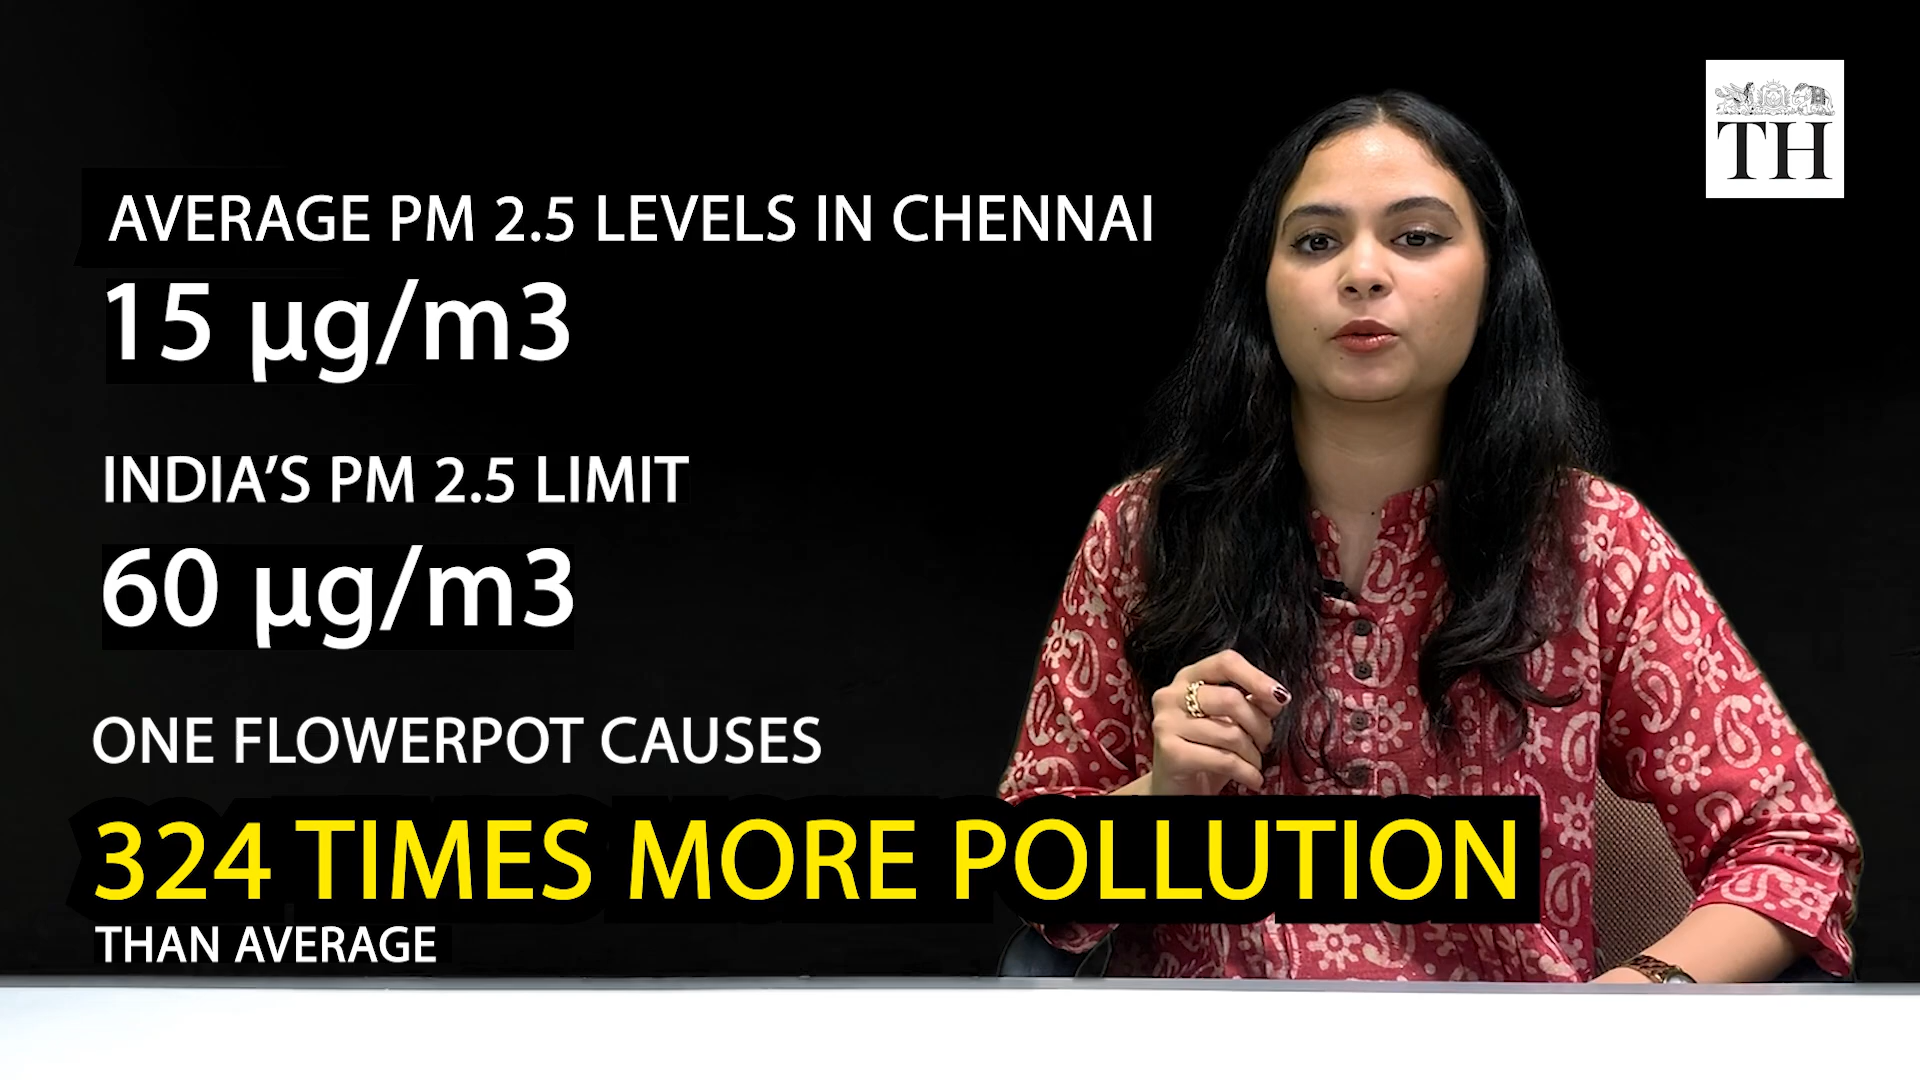 TH
AVERAGE PM 2.5 LEVELS IN CHENNAI
15 µg/m3
INDIA’S PM 2.5 LIMIT
60 µg/m3
ONE FLOWERPOT CAUSES
324 TIMES MORE POLLUTION
THAN AVERAGE